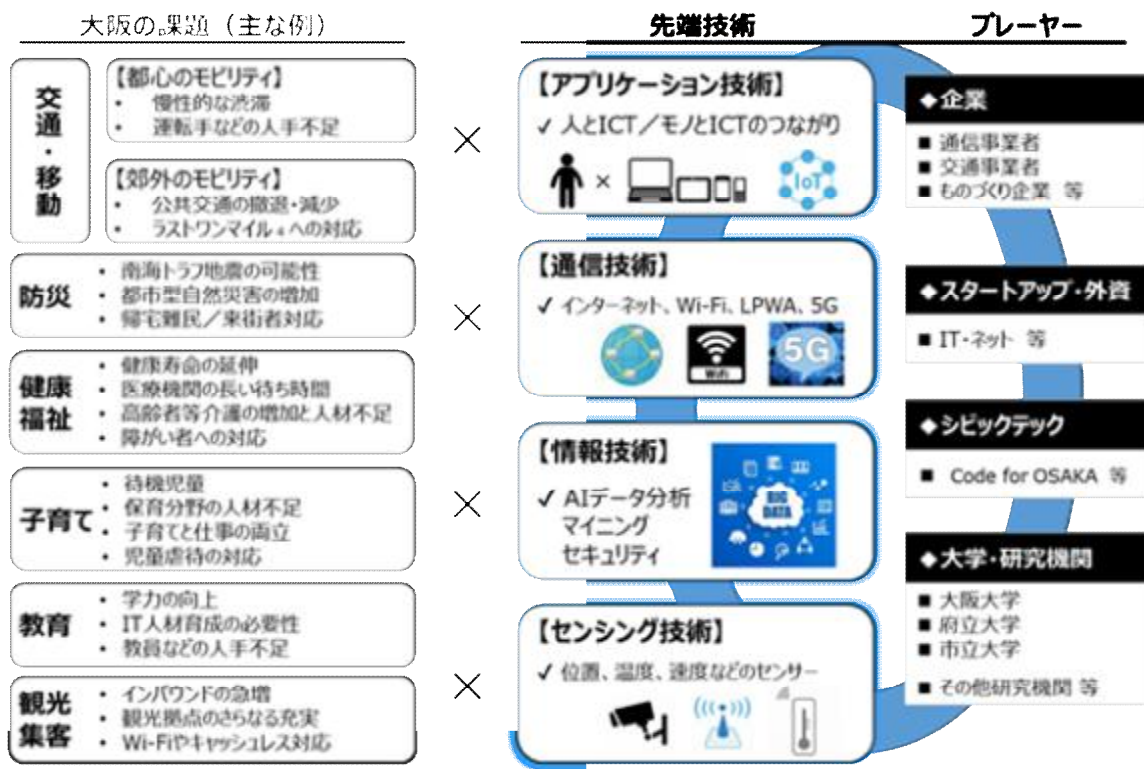 大阪の課題（主な例）
交通・移動
【都心のモビリティ】
• 慢性的な渋滞
• 運転手などの人手不足
【郊外のモビリティ】
• 公共交通の撤退・減少
• ラストワンマイル4への対応
防災
• 南海トラフ地震の可能性
• 都市型自然災害の増加
• 帰宅難民／来街者対応
健康
福祉
• 健康寿命の延伸
• 医療機関の長い待ち時間
• 高齢者等介護の増加と人材不足
• 障がい者への対応
子育て
• 待機児童
• 保育分野の人材不足
• 子育てと仕事の両立
• 児童虐待の対応
教育
• 学力の向上
• IT人材育成の必要性
• 教員などの人手不足
観光
集客
• インバウンドの急増
• 観光拠点のさらなる充実
• Wi-Fiやキャッシュレス対応
×
×
×
×
先端技術
【アプリケーション技術】
✓ 人とICT／モノとICTのつながり
×
IoT
【通信技術】
✓ インターネット、Wi-Fi、LPWA、5G
WiFi
5G
【情報技術】
✓ AIデータ分析
マイニング
セキュリティ
BIG
DATA
【センシング技術】
✓ 位置、温度、速度などのセンサー
プレーヤー
◆企業
■ 通信事業者
■ 交通事業者
■ ものづくり企業 等
◆スタートアップ・外資
■ IT・ネット 等
◆シビックテック
■ Code for OSAKA 等
◆大学・研究機関
■ 大阪大学
■ 府立大学
■ 市立大学
■ その他研究機関 等